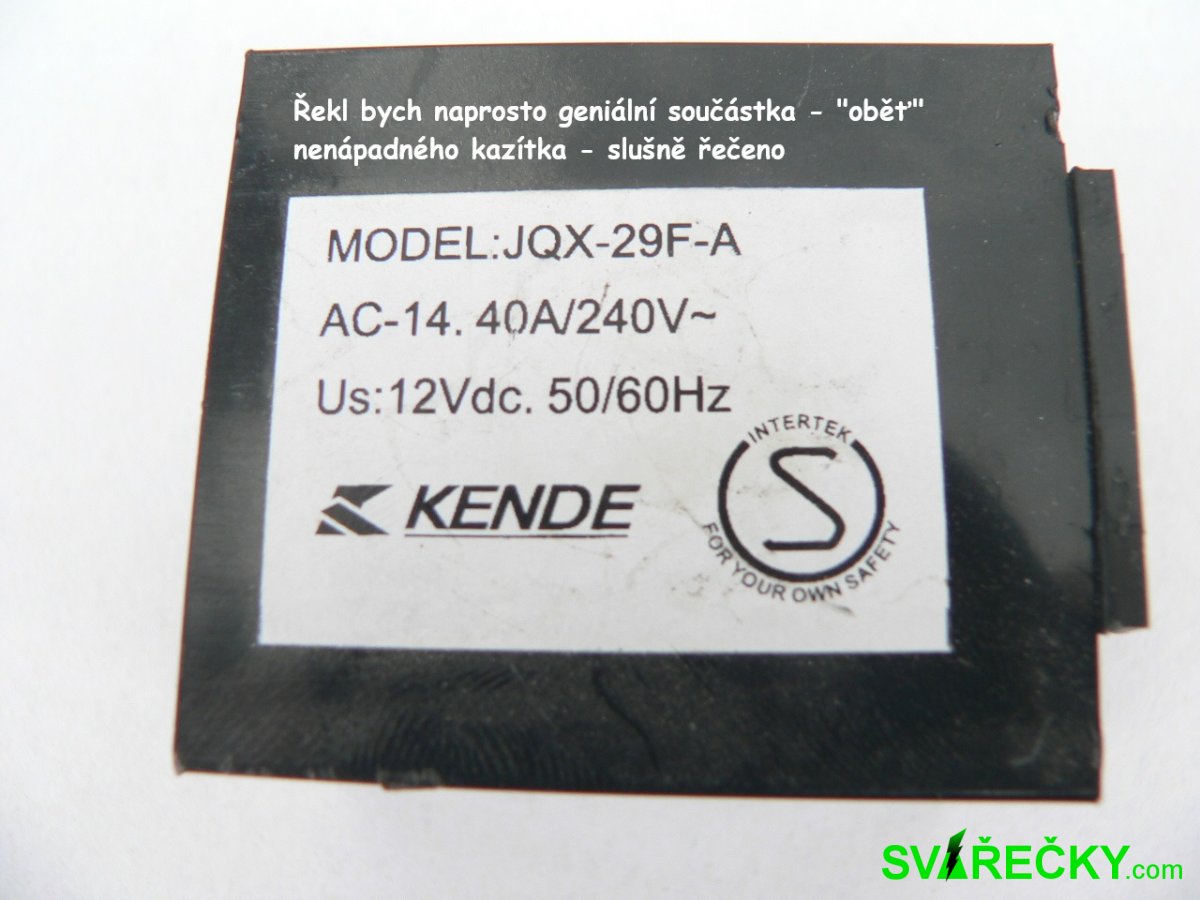 Řekl bych naprosto geniální součástka - "oběť"
nenápadného kazítka - slušně řečeno
MODEL:JQX-29F-A
AC-14. 40A/240V~
Us:12Vdc. 50/60Hz
KENDE
INTERTEK
S
FOR YOUR OWN SAFETY
SVÁŘEČKY.com